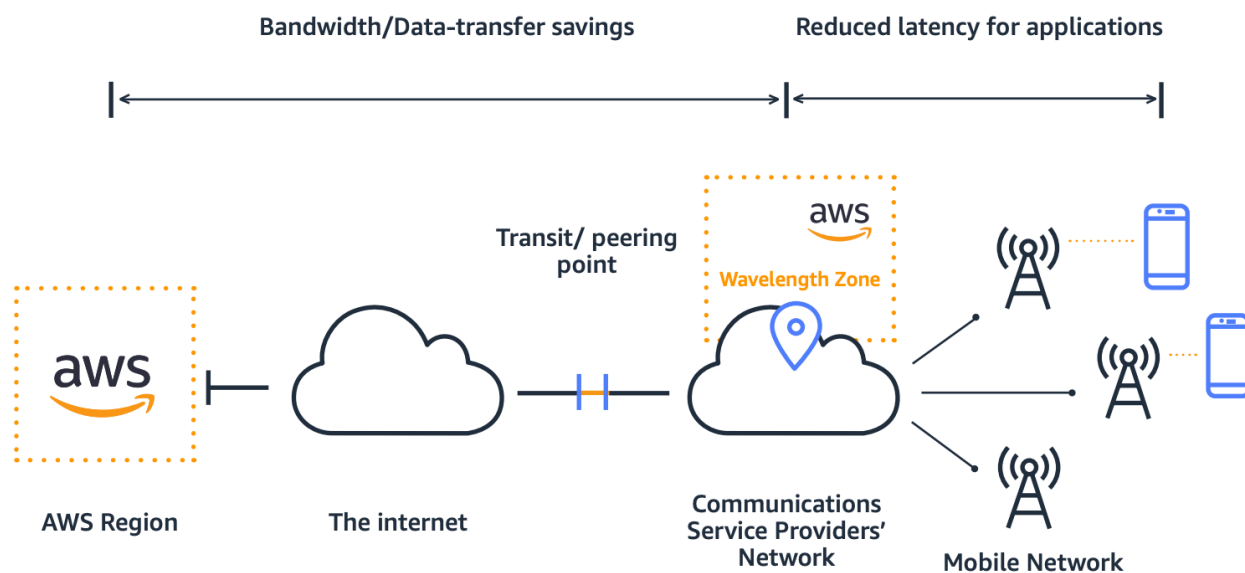 Bandwidth/Data-transfer savings
Reduced latency for applications
aws
Transit/ peering
point
Wavelength Zone
aws
AWS Region
The internet
Communications
Service Providers’
Network
Mobile Network